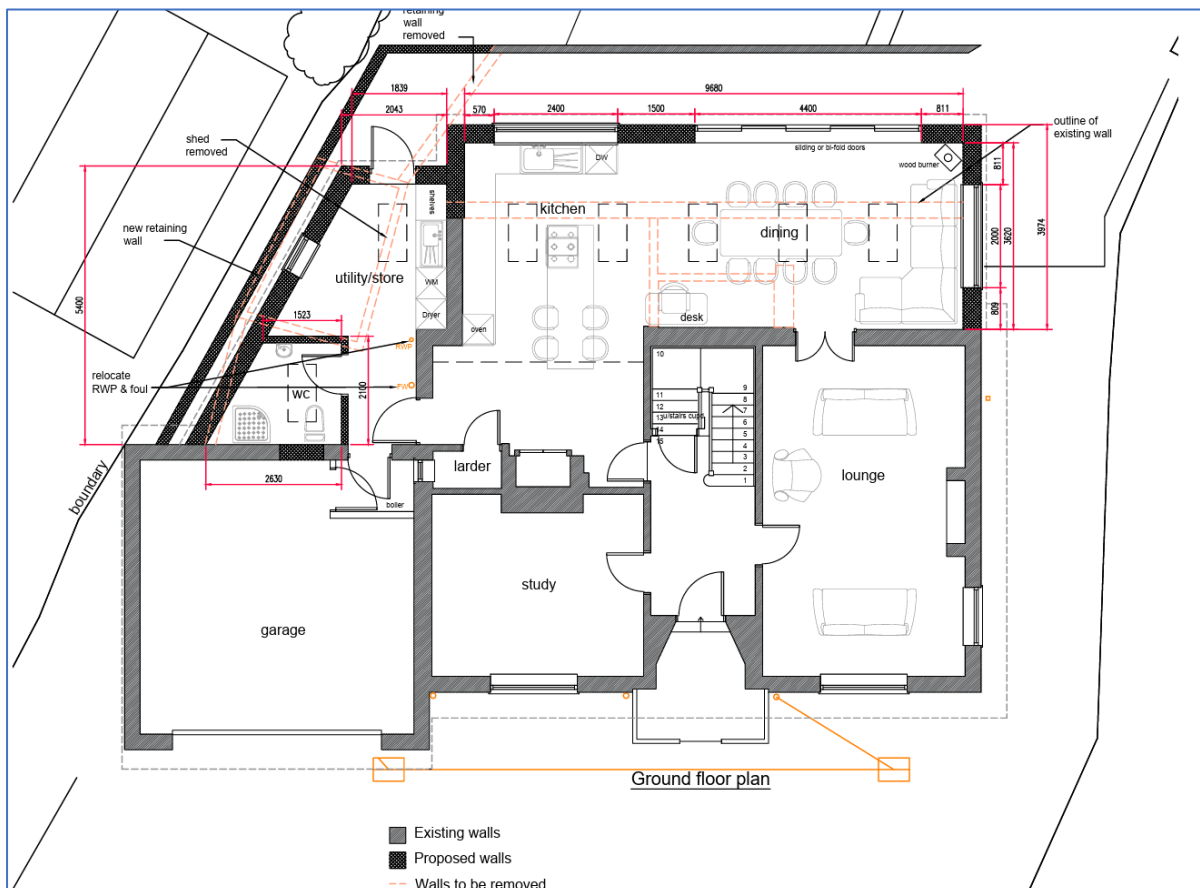 retaining
wall
removed
1839
9680
2043
570
2400
1500
4400
811
outline of
existing wall
shed
removed
sliding or bi-fold doors
DW
wood burner
811
shelves
kitchen
dining
2000
3620
3974
new retaining
wall
5400
utility/store
WM
Dryer
desk
809
1523
oven
RWP
relocate
RWP & foul
FW
WC
2100
10
11
12
13
14
15
u/stairs cup
9
8
7
6
5
4
3
2
1
larder
lounge
2630
boiler
boundary
study
garage
Ground floor plan
Existing walls
Proposed walls
Walls to be removed